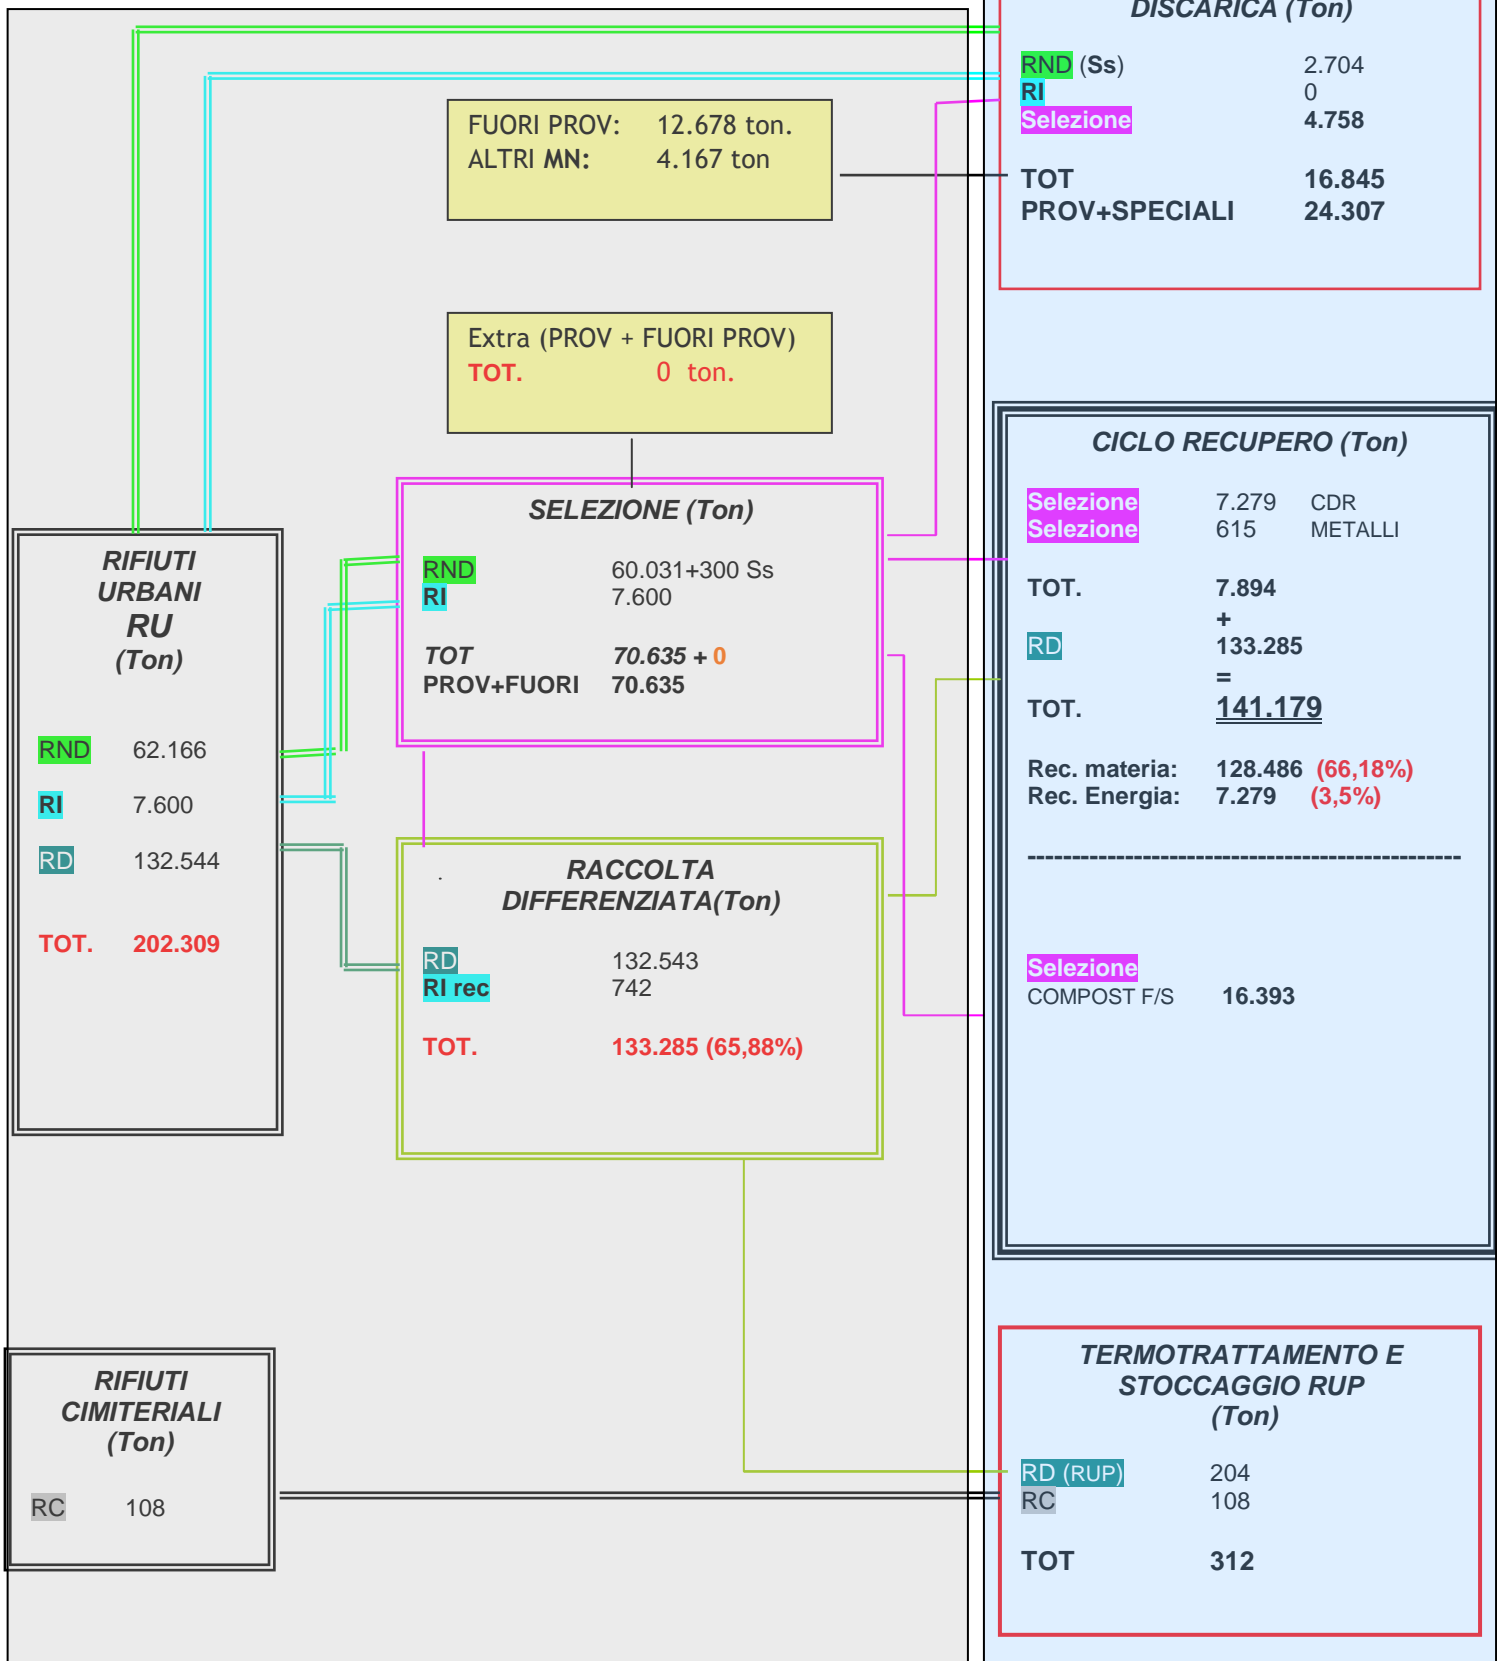 DISCARICA (Ton)
RND (Ss) 2.704
RI 0
Selezione 4.758
TOT 16.845
PROV+SPECIALI 24.307
FUORI PROV: 12.678 ton.
ALTRI MN: 4.167 ton
Extra (PROV + FUORI PROV)
TOT. 0 ton.
SELEZIONE (Ton)
RND 60.031+300 Ss
RI 7.600
TOT 70.635 + 0
PROV+FUORI 70.635
RIFIUTI
URBANI
RU
(Ton)
RND 62.166
RI 7.600
RD 132.544
TOT. 202.309
RACCOLTA
DIFFERENZIATA(Ton)
RD 132.543
RI rec 742
TOT. 133.285 (65,88%)
CICLO RECUPERO (Ton)
Selezione 7.279 CDR
Selezione 615 METALLI
TOT. 7.894
+
RD 133.285
=
TOT. 141.179
Rec. materia: 128.486 (66,18%)
Rec. Energia: 7.279 (3,5%)
------------------------------------------------
Selezione
COMPOST F/S 16.393
RIFIUTI
CIMITERIALI
(Ton)
RC 108
TERMOTRATTAMENTO E
STOCCAGGIO RUP
(Ton)
RD (RUP) 204
RC 108
TOT 312